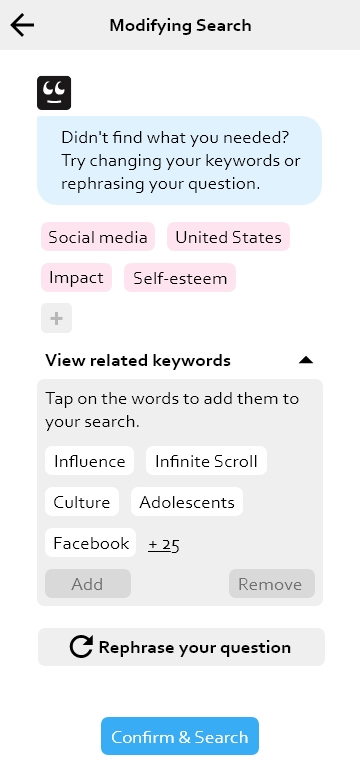 Modifying Search
Didn't find what you needed?
Try changing your keywords or
rephrasing your question.
Social media United States
Impact Self-esteem
+
View related keywords
Tap on the words to add them to
your search.
Influence Infinite Scroll
Culture Adolescents
Facebook + 25
Add Remove
Rephrase your question
Confirm & Search